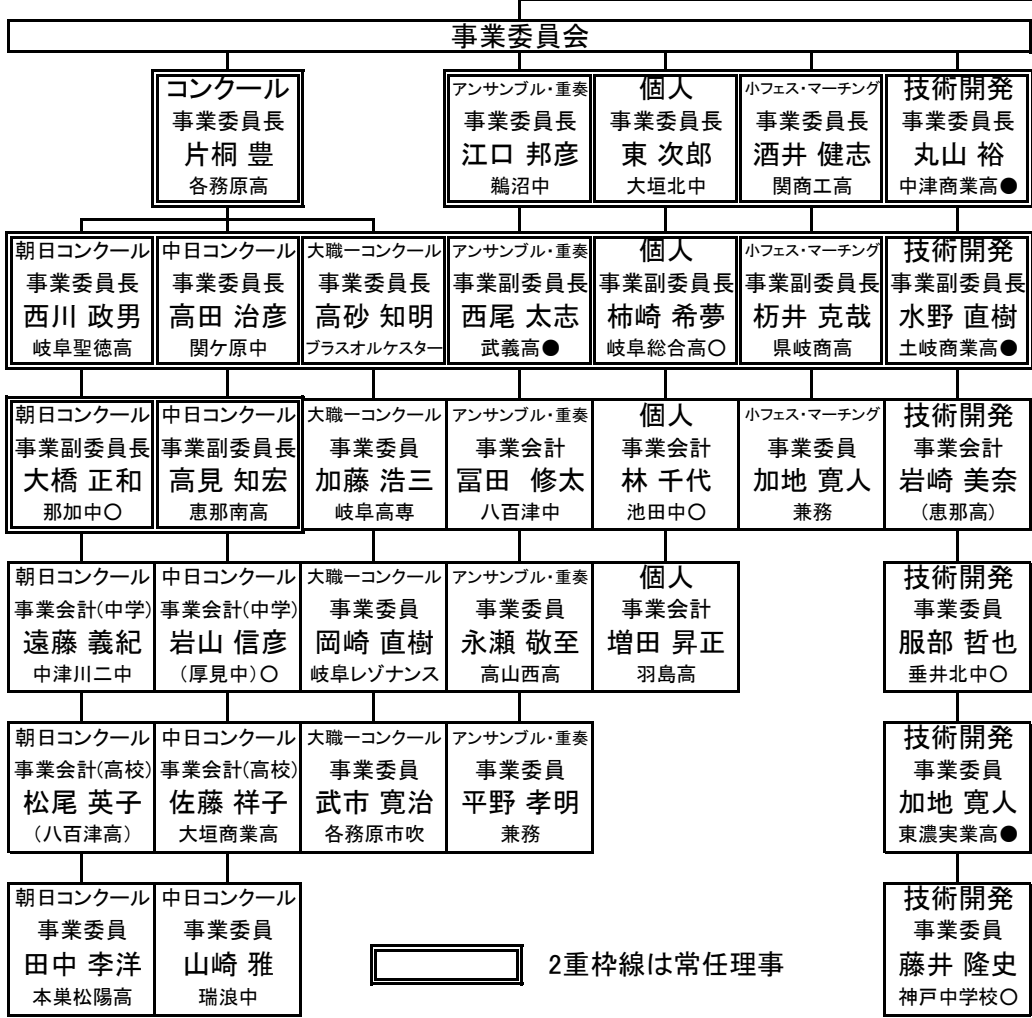 事業委員会
コンクール
事業委員長
片桐 豊
各務原高
アンサンブル・重奏
事業委員長
江口 邦彦
鵜沼中
個人
事業委員長
東 次郎
大垣北中
小フェス・マーチング
事業委員長
酒井 健志
関商工高
技術開発
事業委員長
丸山 裕
中津商業高●
朝日コンクール
事業委員長
西川 政男
岐阜聖徳高
中日コンクール
事業委員長
高田 治彦
関ケ原中
大職一コンクール
事業委員長
高砂 知明
ブラスオルケスター
アンサンブル・重奏
事業副委員長
西尾 太志
武義高●
個人
事業副委員長
柿崎 希夢
岐阜総合高○
小フェス・マーチング
事業副委員長
杤井 克哉
県岐商高
技術開発
事業副委員長
水野 直樹
土岐商業高●
朝日コンクール
事業副委員長
大橋 正和
那加中○
中日コンクール
事業副委員長
高見 知宏
恵那南高
大職一コンクール
事業委員
加藤 浩三
岐阜高専
アンサンブル・重奏
事業会計
冨田 修太
八百津中
個人
事業会計
林 千代
池田中○
小フェス・マーチング
事業委員
加地 寛人
兼務
技術開発
事業会計
岩崎 美奈
(恵那高)
朝日コンクール
事業会計(中学)
遠藤 義紀
中津川二中
中日コンクール
事業会計(中学)
岩山 信彦
(厚見中)○
大職一コンクール
事業委員
岡崎 直樹
岐阜レゾナンス
アンサンブル・重奏
事業委員
永瀬 敬至
高山西高
個人
事業会計
増田 昇正
羽島高
技術開発
事業委員
服部 哲也
垂井北中○
朝日コンクール
事業会計(高校)
松尾 英子
(八百津高)
中日コンクール
事業会計(高校)
佐藤 祥子
大垣商業高
大職一コンクール
事業委員
武市 寛治
各務原市吹
アンサンブル・重奏
事業委員
平野 孝明
兼務
技術開発
事業委員
加地 寛人
東濃実業高●
朝日コンクール
事業委員
田中 李洋
本巣松陽高
中日コンクール
事業委員
山崎 雅
瑞浪中
2重枠線は常任理事
技術開発
事業委員
藤井 隆史
神戸中学校○